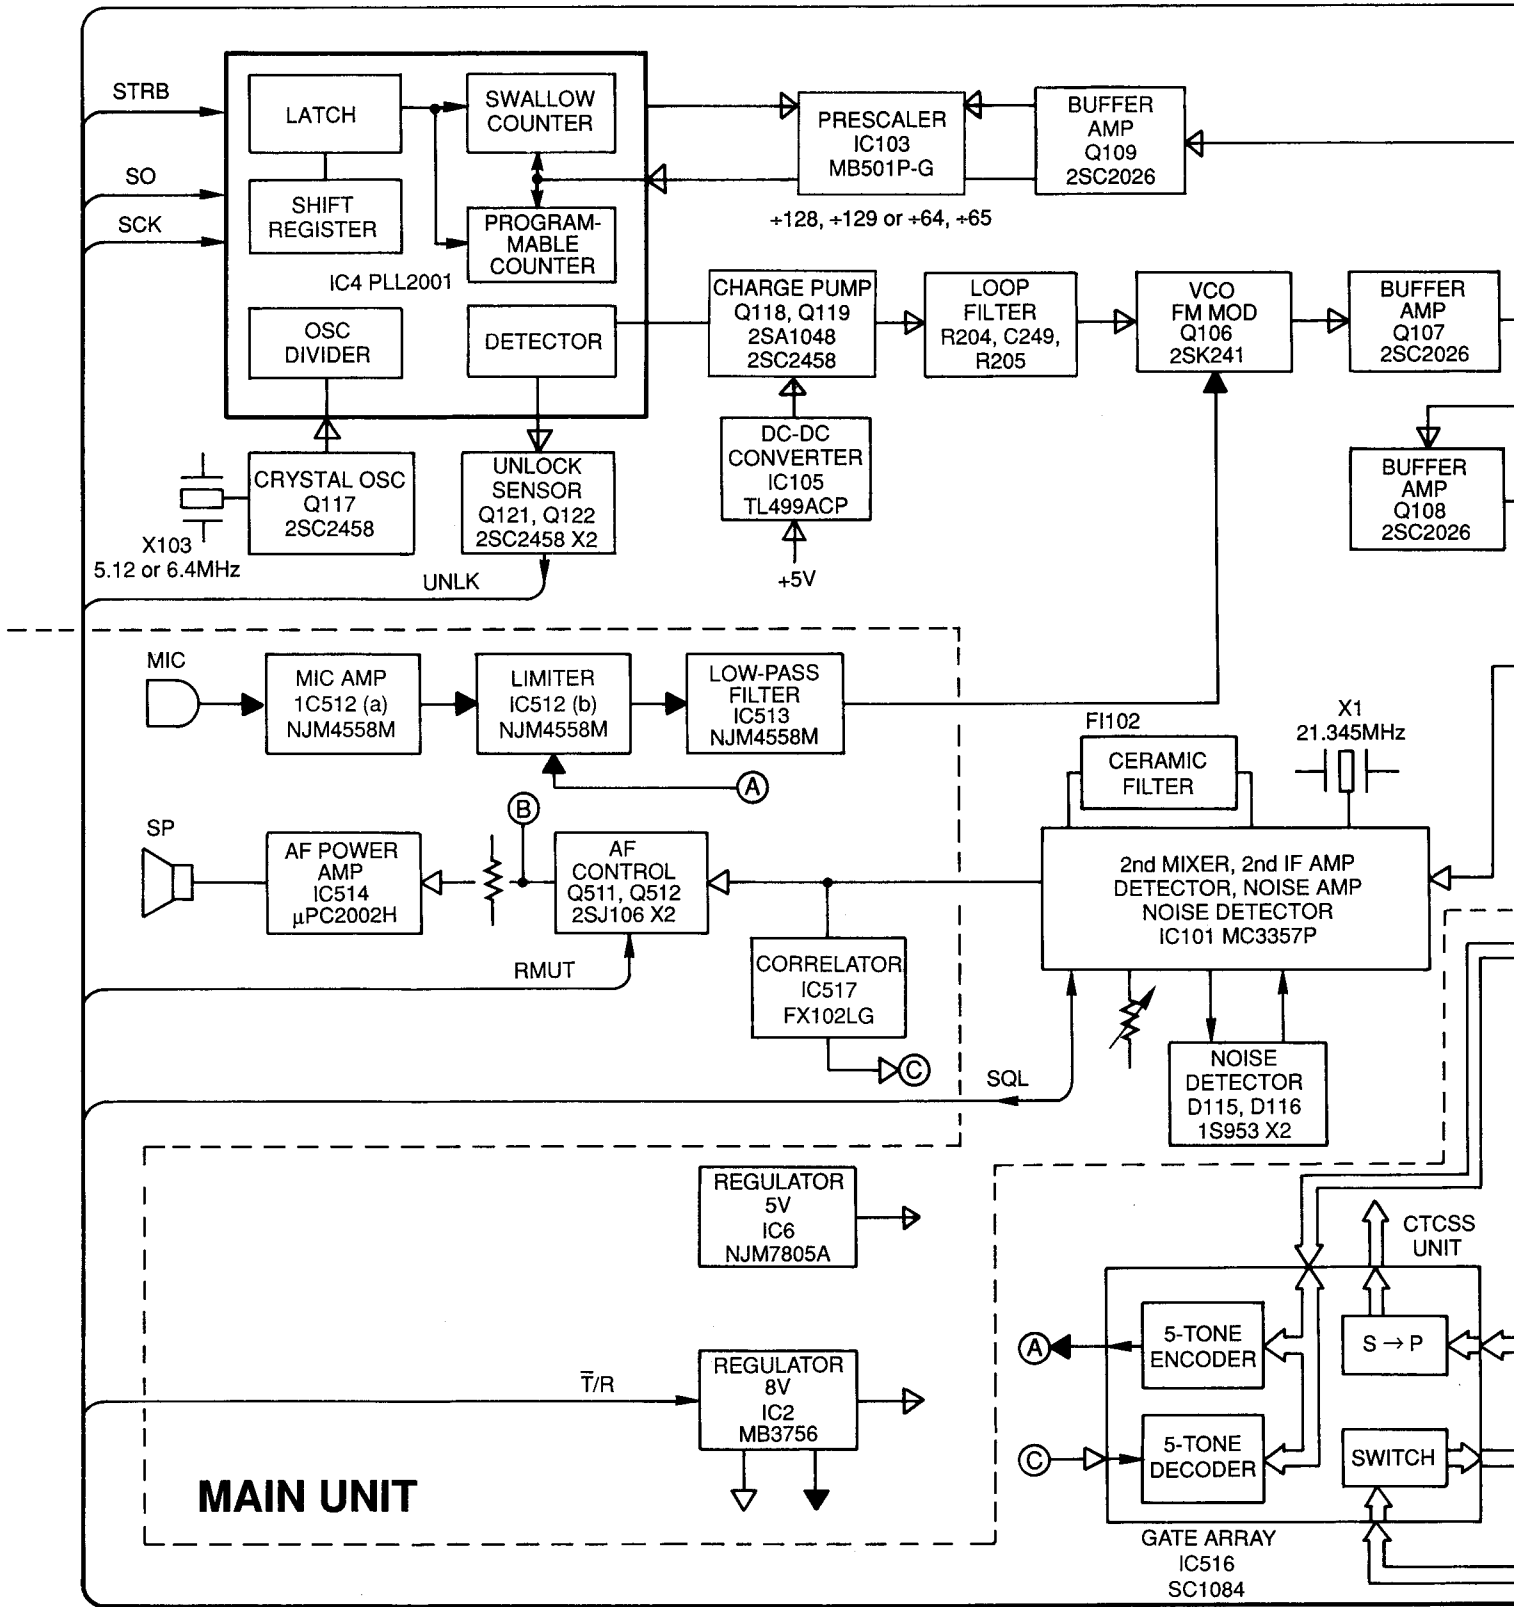 STRB
SO
SCK
LATCH
SHIFT
REGISTER
SWALLOW
COUNTER
PROGRAM-
MABLE
COUNTER
IC4 PLL2001
OSC
DIVIDER
DETECTOR
PRESCALER
IC103
MB501P-G
÷128, ÷129 or ÷64, ÷65
BUFFER
AMP
Q109
2SC2026
CHARGE PUMP
Q118, Q119
2SA1048
2SC2458
LOOP
FILTER
R204, C249,
R205
VCO
FM MOD
Q106
2SK241
BUFFER
AMP
Q107
2SC2026
CRYSTAL OSC
Q117
2SC2458
X103
5.12 or 6.4MHz
UNLOCK
SENSOR
Q121, Q122
2SC2458 X2
UNLK
DC-DC
CONVERTER
IC105
TL499ACP
+5V
BUFFER
AMP
Q108
2SC2026
MIC
MIC AMP
1C512 (a)
NJM4558M
LIMITER
IC512 (b)
NJM4558M
LOW-PASS
FILTER
IC513
NJM4558M
A
B
SP
AF POWER
AMP
IC514
µPC2002H
AF
CONTROL
Q511, Q512
2SJ106 X2
RMUT
CORRELATOR
IC517
FX102LG
C
SQL
FI102
CERAMIC
FILTER
X1
21.345MHz
2nd MIXER, 2nd IF AMP
DETECTOR, NOISE AMP
NOISE DETECTOR
IC101 MC3357P
NOISE
DETECTOR
D115, D116
1S953 X2
REGULATOR
5V
IC6
NJM7805A
T̅/R
REGULATOR
8V
IC2
MB3756
MAIN UNIT
CTCSS
UNIT
A
5-TONE
ENCODER
S → P
C
5-TONE
DECODER
SWITCH
GATE ARRAY
IC516
SC1084